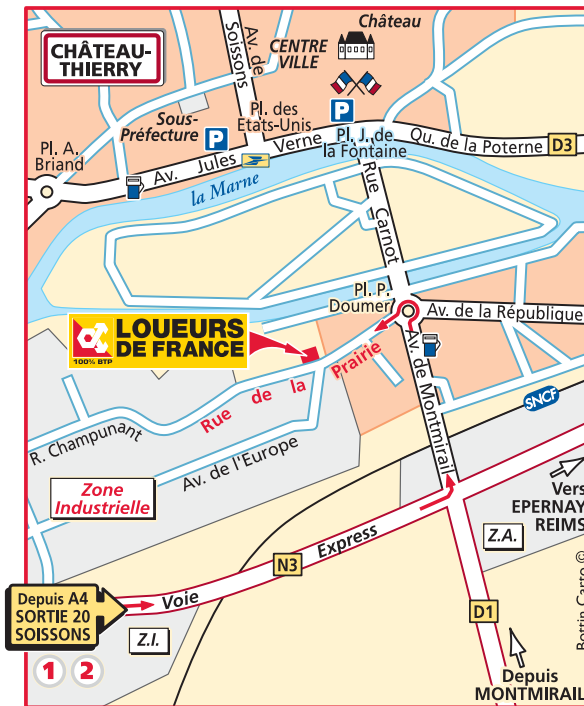 CHÂTEAU-
THIERRY
Av. de
Soissons
CENTRE
VILLE
Château
P
Sous-
Préfecture
P
Pl. des
Etats-Unis
Pl. J. de
la Fontaine
Qu. de la Poterne
D3
Pl. A.
Briand
Av. Jules Verne
la Marne
Rue Carnot
Pl. P.
Doumer
Av. de la République
LOUEURS
DE FRANCE
100% BTP
Rue de la Prairie
Av. de Montmirail
SNCF
R. Champunant
Av. de l'Europe
Zone
Industrielle
Vers
EPERNAY
REIMS
Z.A.
Voie Express
N3
Depuis A4
SORTIE 20
SOISSONS
Z.I.
1 2
D1
Depuis
MONTMIRAIL
Bottin Carto ©